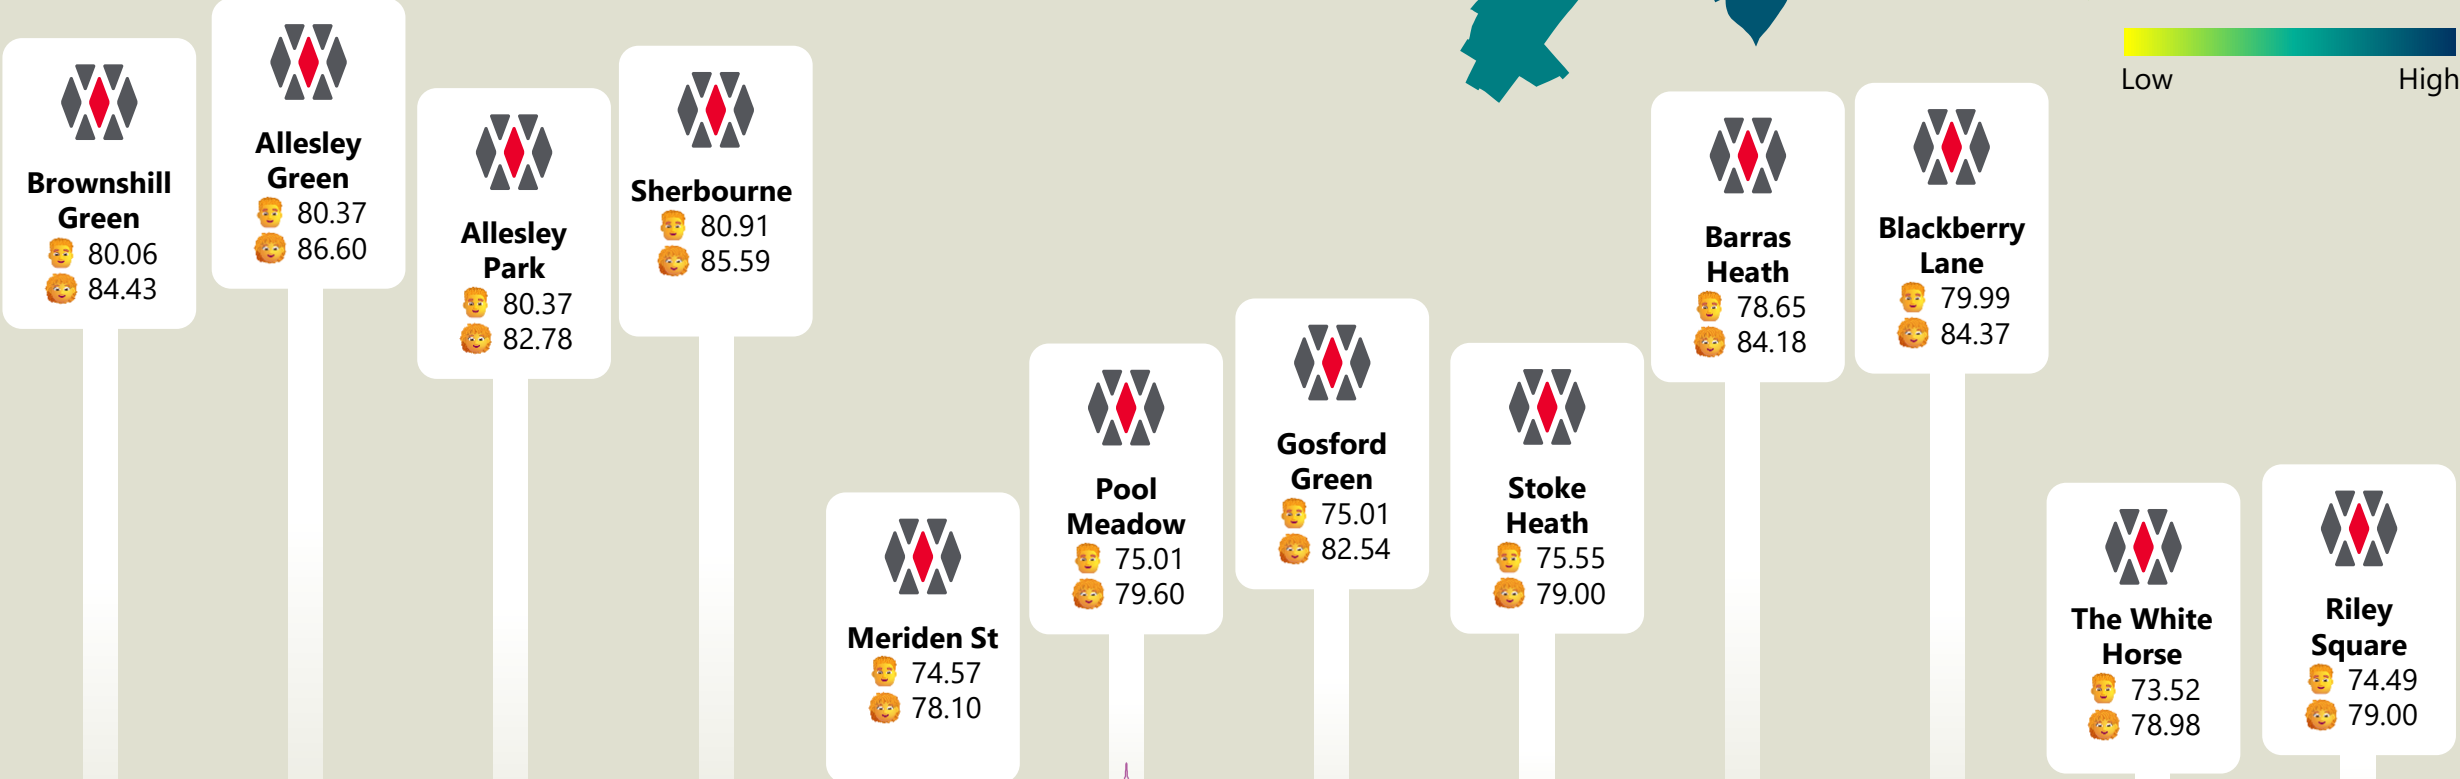 Low
High
Brownshill
Green
80.06
84.43
Allesley
Green
80.37
86.60
Allesley
Park
80.37
82.78
Sherbourne
80.91
85.59
Meriden St
74.57
78.10
Pool
Meadow
75.01
79.60
Gosford
Green
75.01
82.54
Stoke
Heath
75.55
79.00
Barras
Heath
78.65
84.18
Blackberry
Lane
79.99
84.37
The White
Horse
73.52
78.98
Riley
Square
74.49
79.00